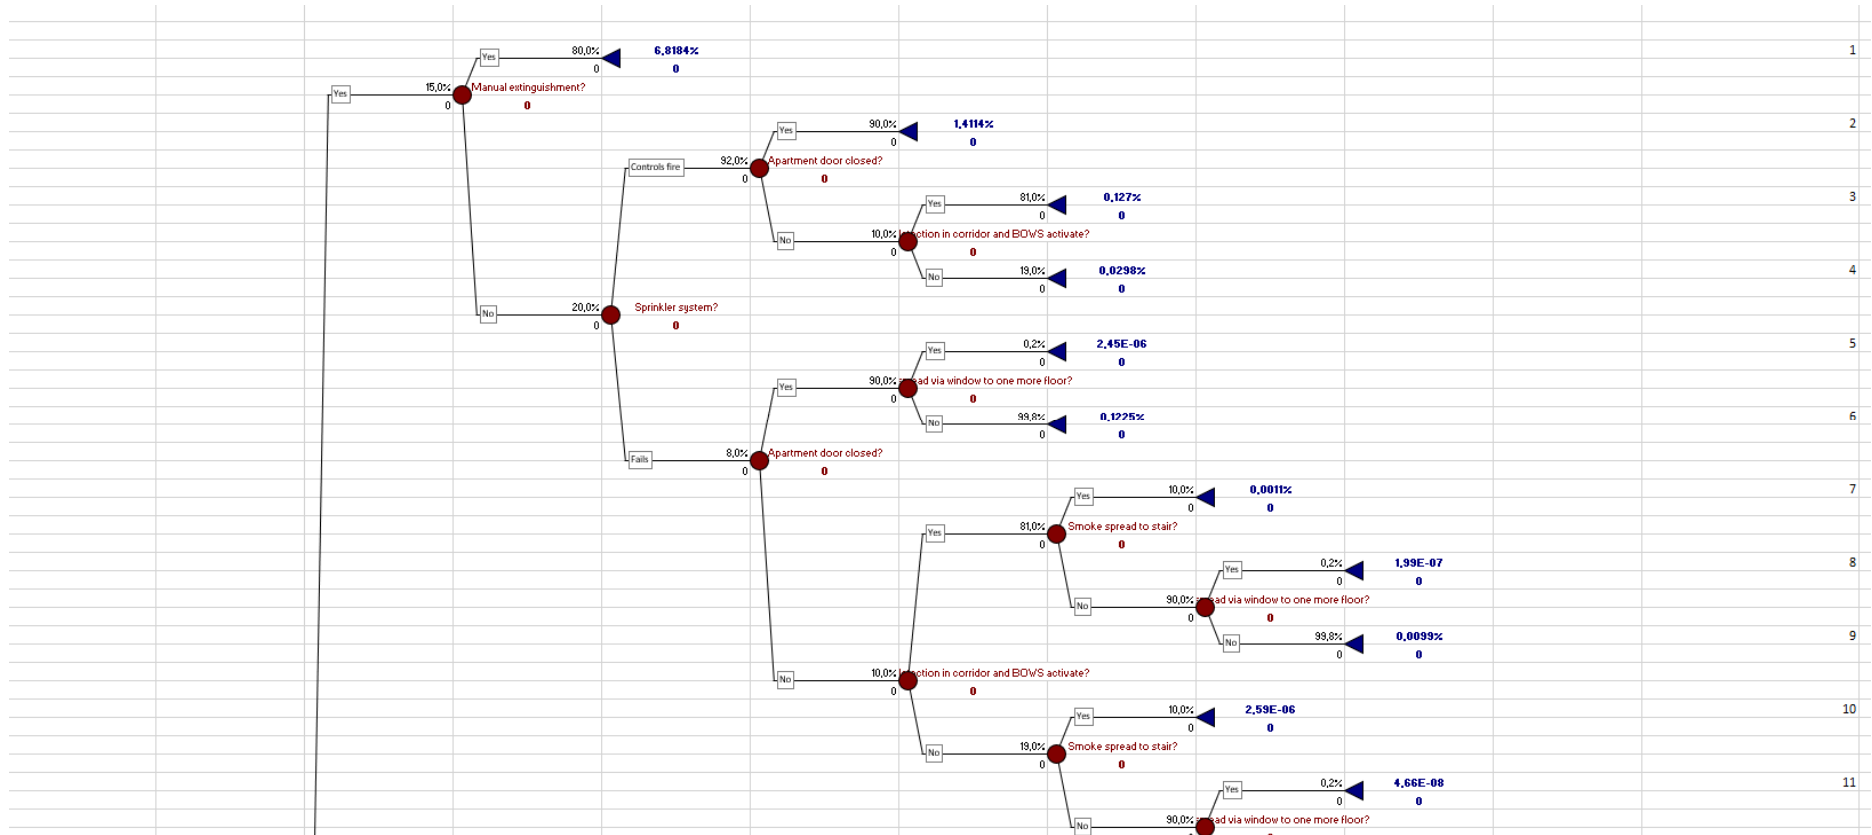 80,0% 6,8184% 1
Yes
0 0
15,0% Manual extinguishment?
Yes
0 0
90,0% 1,4114% 2
Yes
0 0
92,0% Apartment door closed?
Controls fire
0 0
81,0% 0,127% 3
Yes
0 0
10,0% in corridor and BOWS activate?
No
0 0
19,0% 0,0298% 4
No
0 0
20,0% Sprinkler system?
No
0 0
0,2% 2,45E-06 5
Yes
0 0
90,0% via window to one more floor?
Yes
0 0
99,8% 0,1225% 6
No
0 0
8,0% Apartment door closed?
Fails
0 0
10,0% 0,0011% 7
Yes
0 0
81,0% Smoke spread to stair?
Yes
0 0
0,2% 1,99E-07 8
Yes
0 0
90,0% via window to one more floor?
No
0 0
99,8% 0,0099% 9
No
0 0
10,0% in corridor and BOWS activate?
No
0 0
10,0% 2,59E-06 10
Yes
0 0
19,0% Smoke spread to stair?
No
0 0
0,2% 4,66E-08 11
Yes
0 0
90,0% via window to one more floor?
No